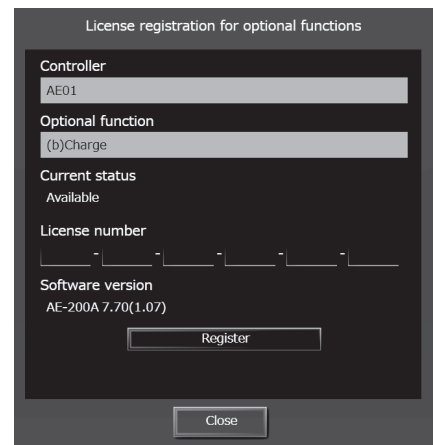 License registration for optional functions
Controller
AE01
Optional function
(b)Charge
Current status
Available
License number
- - - - -
Software version
AE-200A 7.70(1.07)
Register
Close